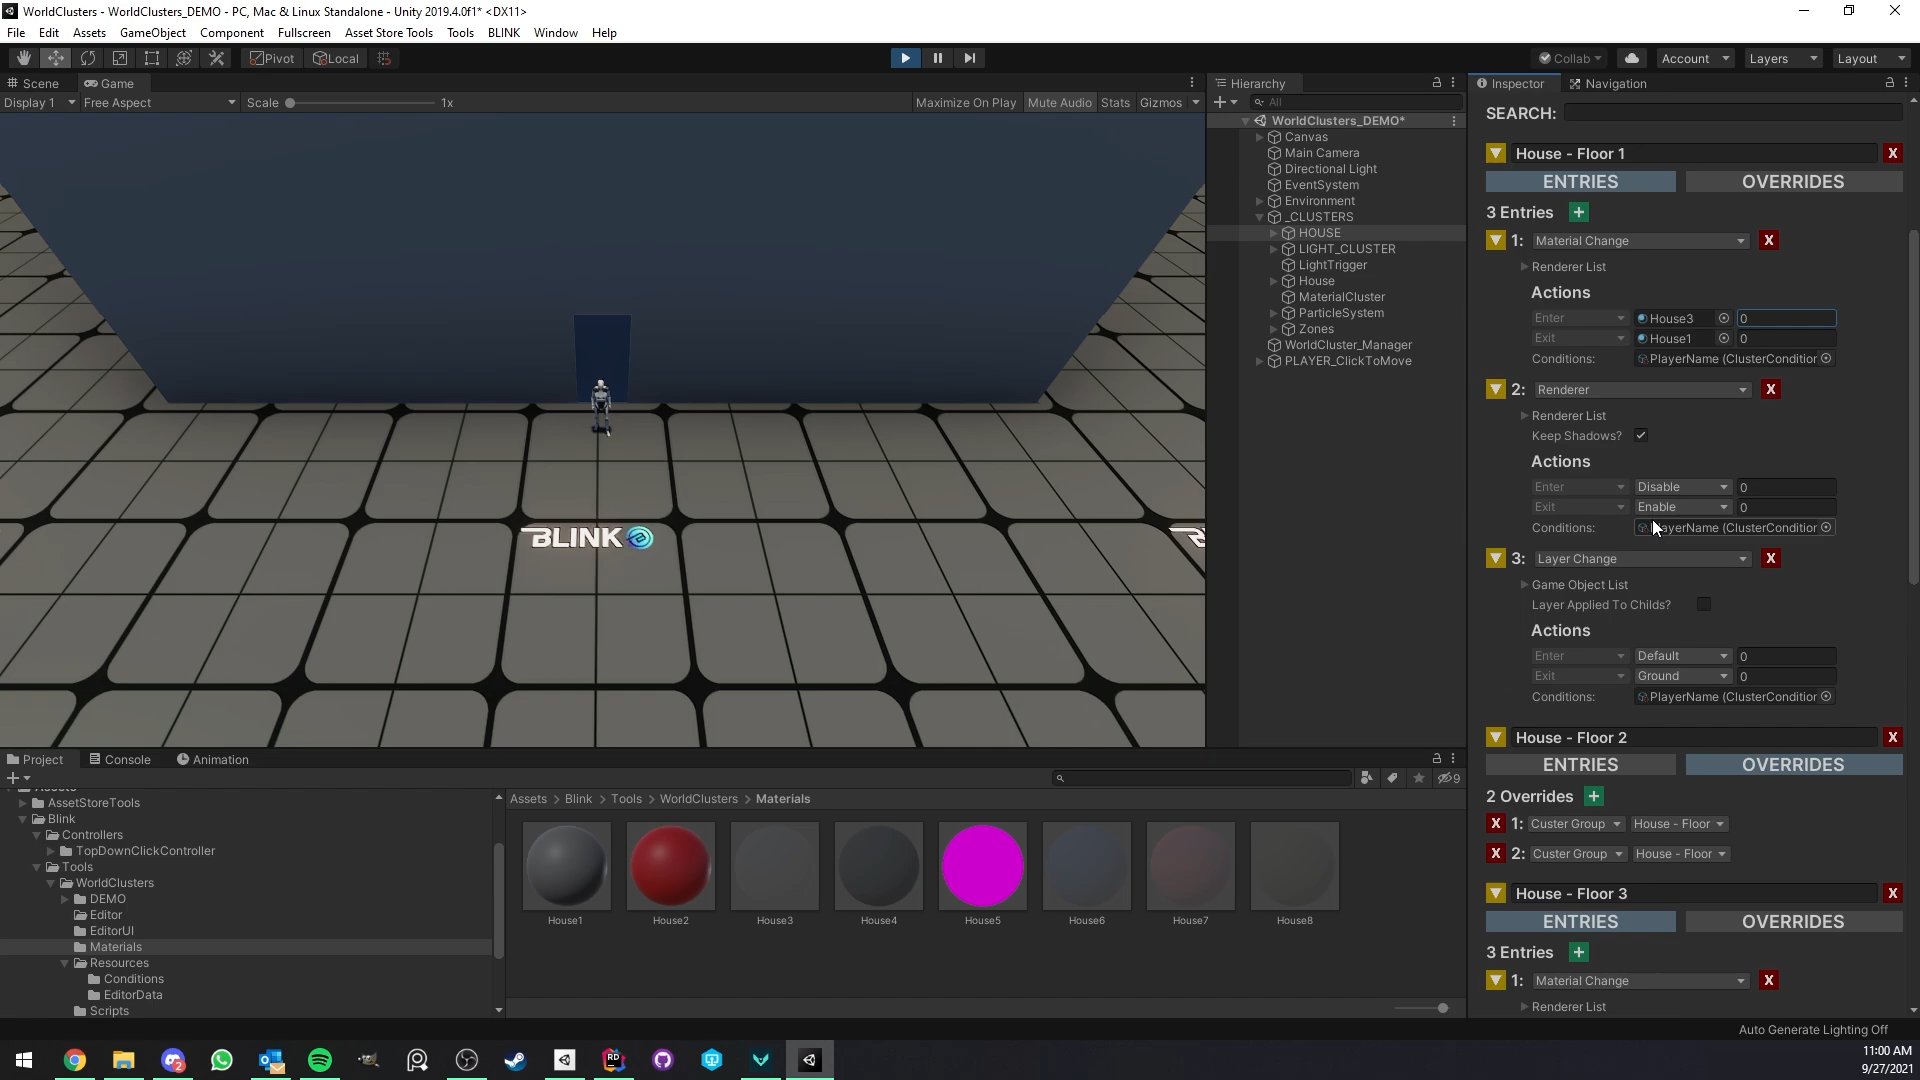 WorldClusters - WorldClusters_DEMO - PC, Mac & Linux Standalone - Unity 2019.4.0f1* <DX11>
File Edit Assets GameObject Component Fullscreen Asset Store Tools Tools BLINK Window Help
Pivot Local Collab Account Layers Layout
Scene Game
Display 1 Free Aspect Scale 1x Maximize On Play Mute Audio Stats Gizmos
BLINK
Hierarchy
All
WorldClusters_DEMO*
Canvas
Main Camera
Directional Light
EventSystem
Environment
_CLUSTERS
HOUSE
LIGHT_CLUSTER
LightTrigger
House
MaterialCluster
ParticleSystem
Zones
WorldCluster_Manager
PLAYER_ClickToMove
Inspector Navigation
SEARCH:
House - Floor 1 X
ENTRIES OVERRIDES
3 Entries +
1: Material Change X
Renderer List
Actions
Enter House3 0
Exit House1 0
Conditions: PlayerName (ClusterCondition
2: Renderer X
Renderer List
Keep Shadows?
Actions
Enter Disable 0
Exit Enable 0
Conditions: layerName (ClusterCondition
3: Layer Change X
Game Object List
Layer Applied To Childs?
Actions
Enter Default 0
Exit Ground 0
Conditions: PlayerName (ClusterCondition
House - Floor 2 X
ENTRIES OVERRIDES
2 Overrides +
X 1: Custer Group House - Floor
X 2: Custer Group House - Floor
House - Floor 3 X
ENTRIES OVERRIDES
3 Entries +
1: Material Change X
Renderer List
Project Console Animation
9
AssetStoreTools
Blink
Controllers
TopDownClickController
Tools
WorldClusters
DEMO
Editor
EditorUI
Materials
Resources
Conditions
EditorData
Scripts
Assets > Blink > Tools > WorldClusters > Materials
House1 House2 House3 House4 House5 House6 House7 House8
Auto Generate Lighting Off
2
RD
11:00 AM
9/27/2021